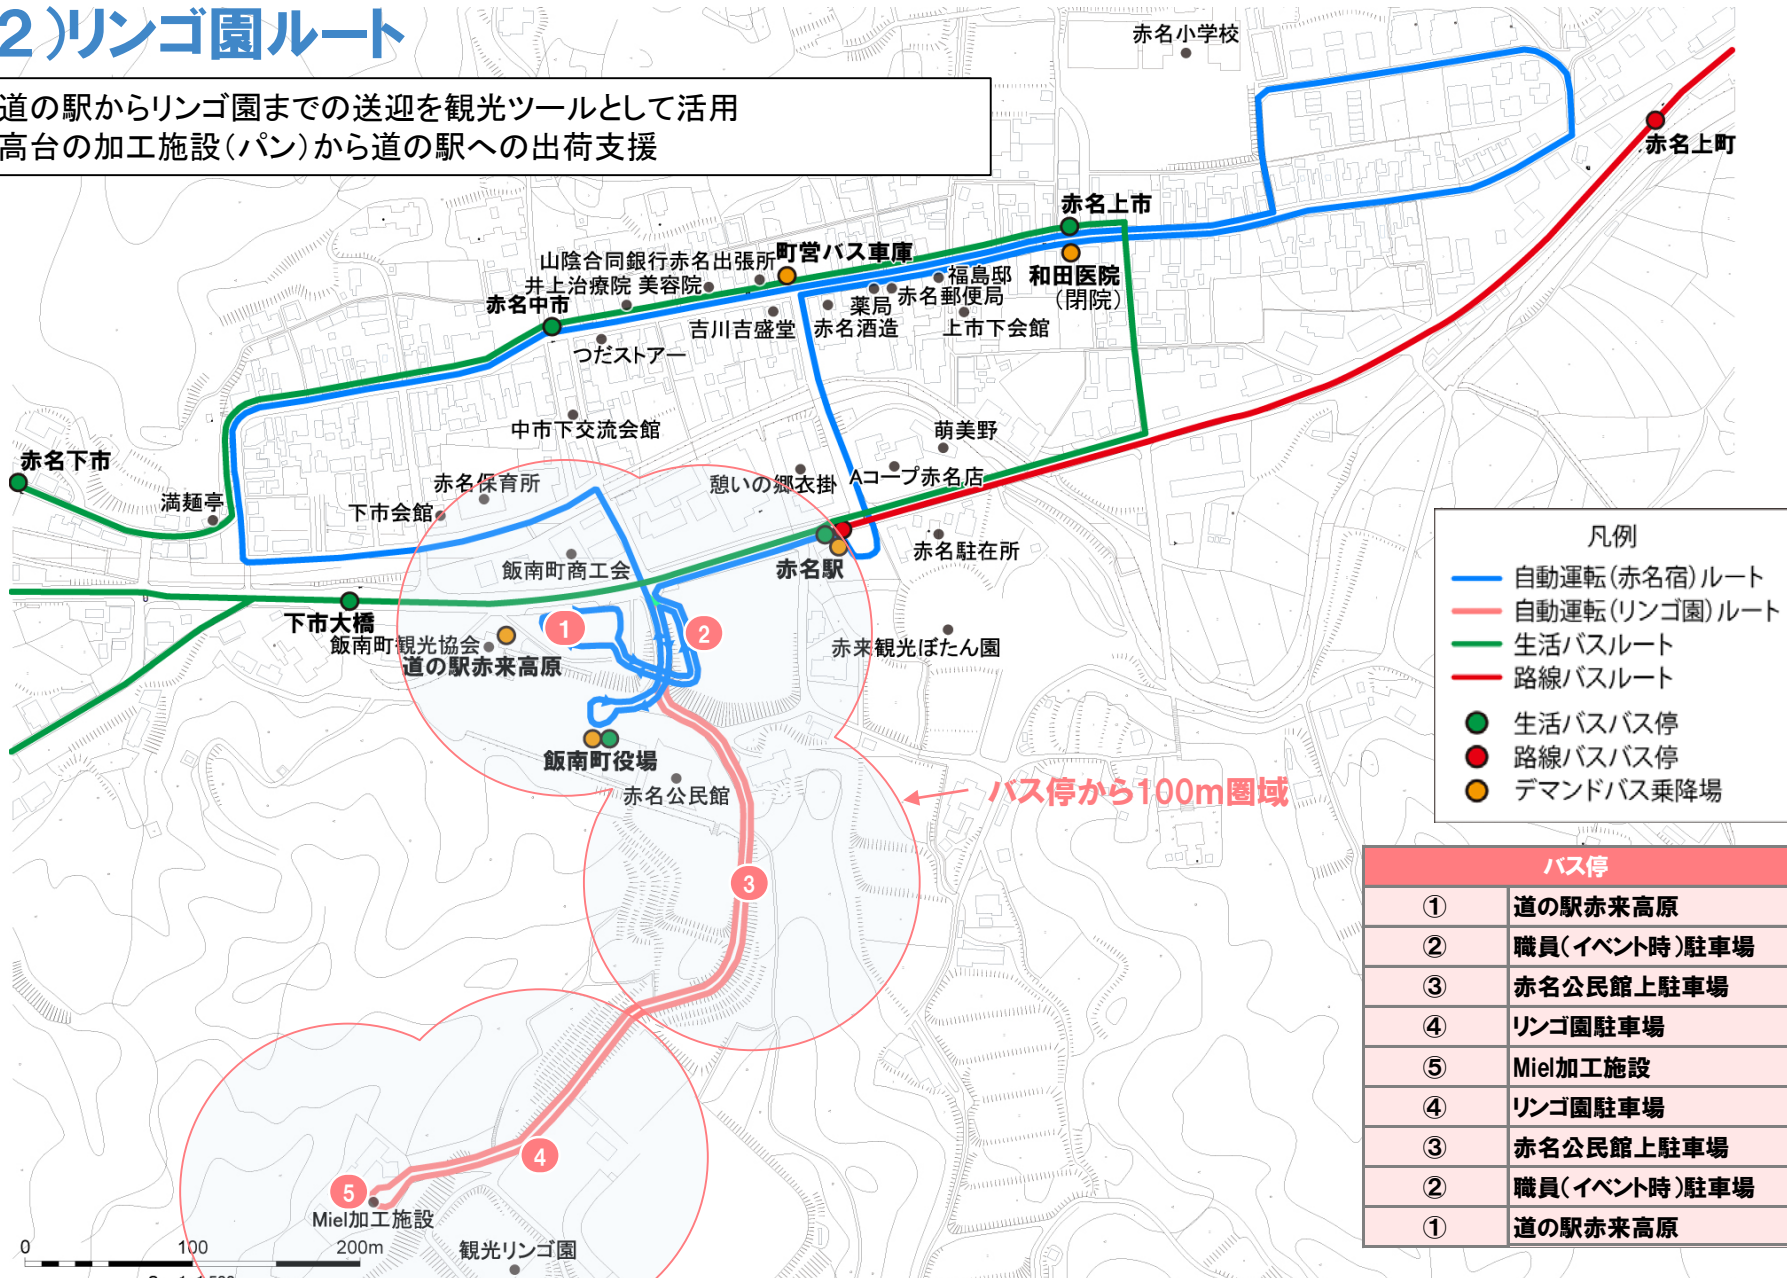 2)リンゴ園ルート
道の駅からリンゴ園までの送迎を観光ツールとして活用
高台の加工施設(パン)から道の駅への出荷支援
赤名小学校
赤名上町
赤名上市
町営バス車庫
山陰合同銀行赤名出張所
井上治療院 美容院
赤名中市
福島邸
和田医院
(閉院)
薬局
赤名郵便局
吉川吉盛堂
赤名酒造
上市下会館
つだストアー
中市下交流会館
萌美野
赤名下市
満麺亭
赤名保育所
下市会館
憩いの郷衣掛
Aコープ赤名店
赤名駐在所
飯南町商工会
赤名駅
下市大橋
飯南町観光協会
道の駅赤来高原
赤来観光ぼたん園
1
2
飯南町役場
赤名公民館
バス停から100m圏域
3
4
5
Miel加工施設
観光リンゴ園
0 100 200m
凡例
自動運転(赤名宿)ルート
自動運転(リンゴ園)ルート
生活バスルート
路線バスルート
生活バスバス停
路線バスバス停
デマンドバス乗降場
バス停
① 道の駅赤来高原
② 職員(イベント時)駐車場
③ 赤名公民館上駐車場
④ リンゴ園駐車場
⑤ Miel加工施設
④ リンゴ園駐車場
③ 赤名公民館上駐車場
② 職員(イベント時)駐車場
① 道の駅赤来高原